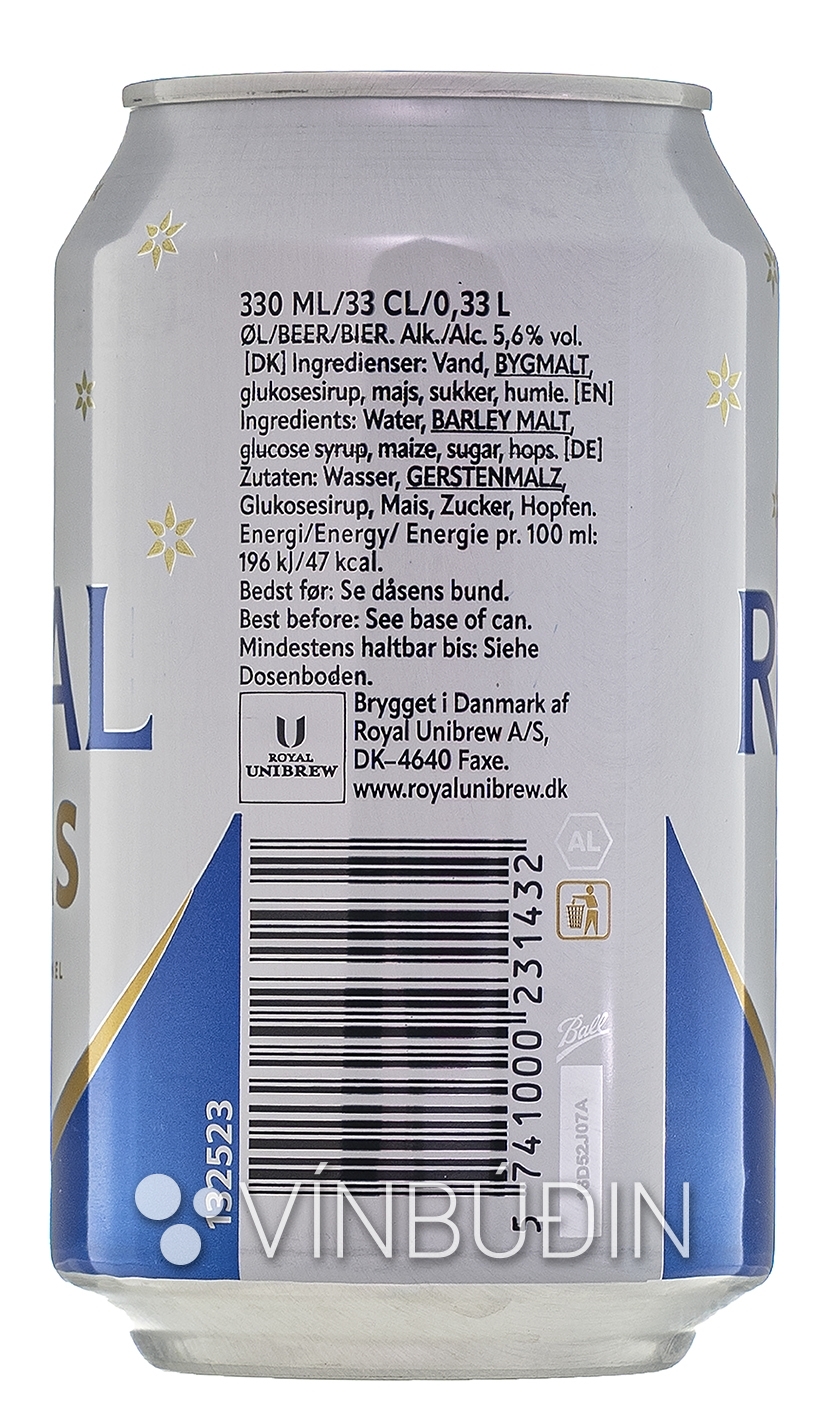 330 ML/33 CL/0,33 L
ØL/BEER/BIER. Alk./Alc. 5,6% vol.
[DK] Ingredienser: Vand, BYGMALT,
glukosesirup, majs, sukker, humle. [EN]
Ingredients: Water, BARLEY MALT,
glucose syrup, maize, sugar, hops. [DE]
Zutaten: Wasser, GERSTENMALZ,
Glukosesirup, Mais, Zucker, Hopfen.
Energi/Energy/ Energie pr. 100 ml:
196 kJ/47 kcal.
Bedst før: Se dåsens bund.
Best before: See base of can.
Mindestens haltbar bis: Siehe
Dosenboden.
Brygget i Danmark af
Royal Unibrew A/S,
DK-4640 Faxe.
www.royalunibrew.dk
ROYAL
UNIBREW
AL
R
AL
Ball
5 741000 231432
132523
VÍNBÚÐIN